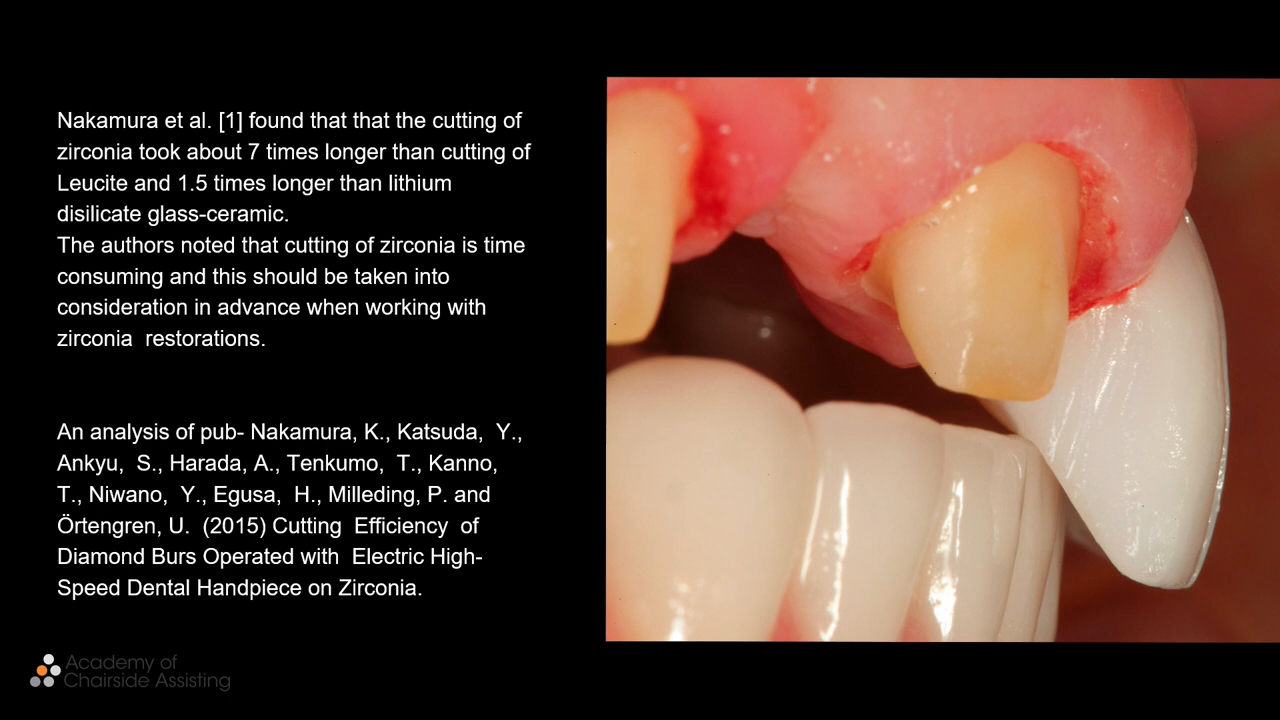 Nakamura et al. [1] found that that the cutting of
zirconia took about 7 times longer than cutting of
Leucite and 1.5 times longer than lithium
disilicate glass-ceramic.
The authors noted that cutting of zirconia is time
consuming and this should be taken into
consideration in advance when working with
zirconia  restorations.
An analysis of pub- Nakamura, K., Katsuda,  Y.,
Ankyu,  S., Harada, A., Tenkumo,  T., Kanno,
T., Niwano,  Y., Egusa,  H., Milleding, P. and
Örtengren, U.  (2015) Cutting  Efficiency  of
Diamond Burs Operated with  Electric High-
Speed Dental Handpiece on Zirconia.
Academy of
Chairside Assisting